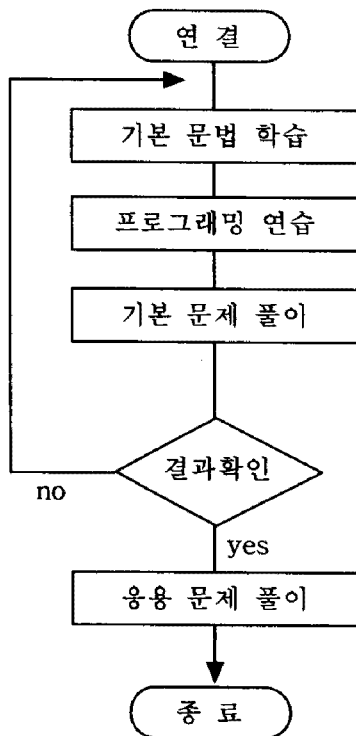 연 결
기본 문법 학습
프로그래밍 연습
기본 문제 풀이
결과확인
no
yes
응용 문제 풀이
종 료